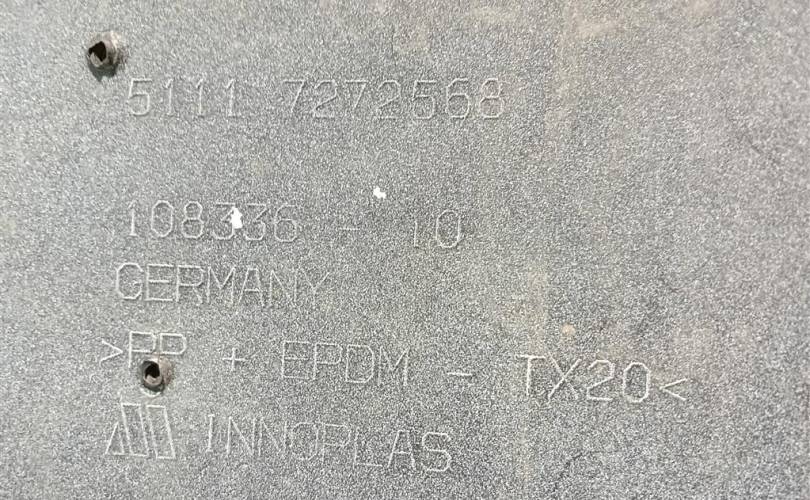 5111 7272568
108336 - 10
GERMANY
>PP + EPDM - TX20<
INNOPLAS